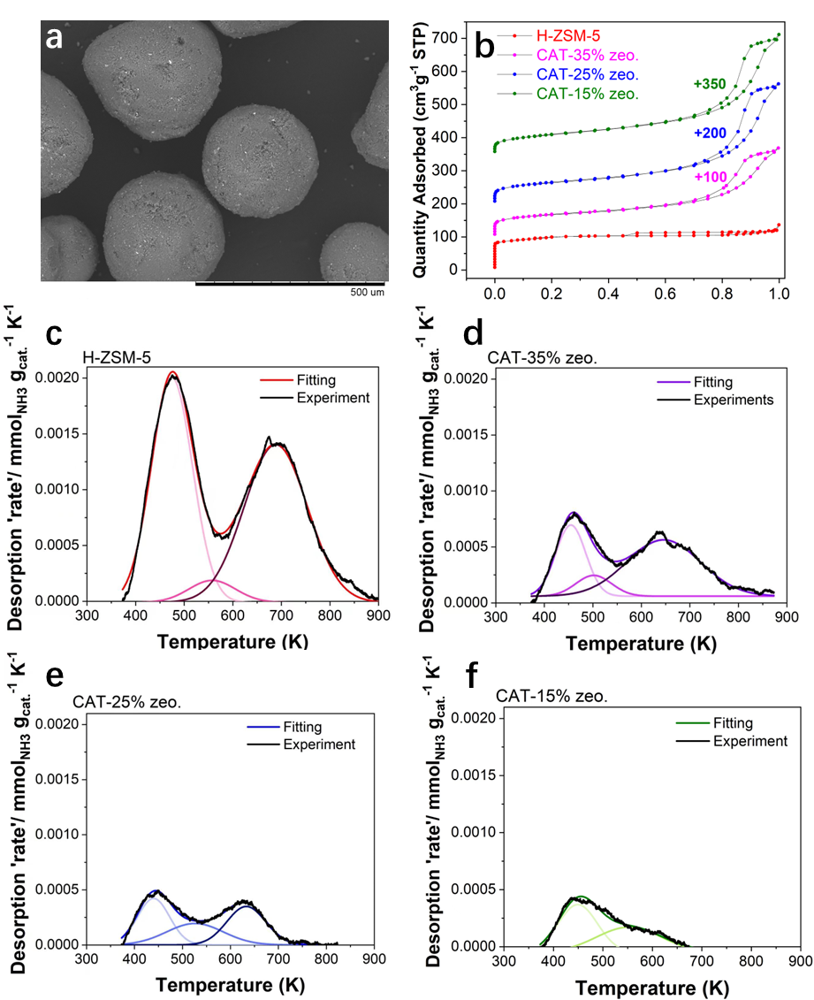 a
500 um
b
H-ZSM-5
CAT-35% zeo.
CAT-25% zeo.
CAT-15% zeo.
+350
+200
+100
Quantity Adsorbed (cm³g⁻¹ STP)
700
600
500
400
300
200
100
0
0.0 0.2 0.4 0.6 0.8 1.0
c
H-ZSM-5
Fitting
Experiment
Desorption 'rate'/ mmol_NH3 g_cat.⁻¹ K⁻¹
0.0020
0.0015
0.0010
0.0005
0.0000
300 400 500 600 700 800 900
Temperature (K)
d
CAT-35% zeo.
Fitting
Experiments
Desorption 'rate'/ mmol_NH3 g_cat.⁻¹ K⁻¹
0.0020
0.0015
0.0010
0.0005
0.0000
300 400 500 600 700 800 900
Temperature (K)
e
CAT-25% zeo.
Fitting
Experiment
Desorption 'rate'/ mmol_NH3 g_cat.⁻¹ K⁻¹
0.0020
0.0015
0.0010
0.0005
0.0000
300 400 500 600 700 800 900
Temperature (K)
f
CAT-15% zeo.
Fitting
Experiment
Desorption 'rate'/ mmol_NH3 g_cat.⁻¹ K⁻¹
0.0020
0.0015
0.0010
0.0005
0.0000
300 400 500 600 700 800 900
Temperature (K)